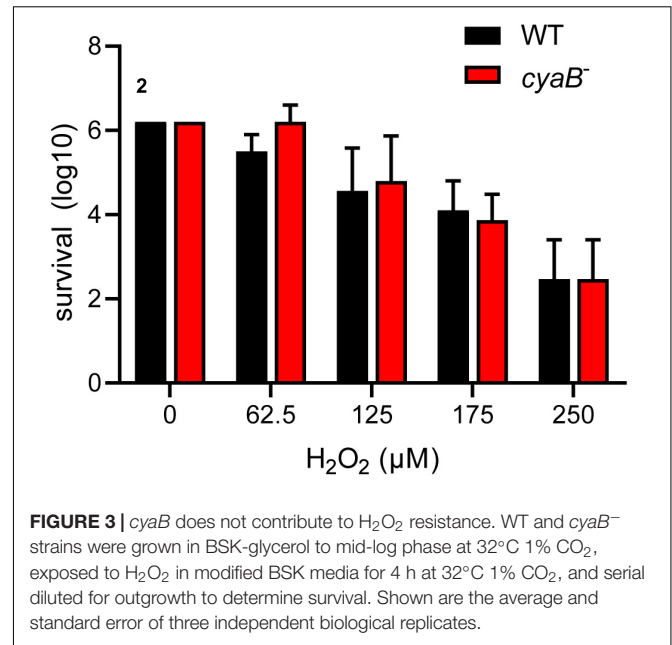 8
6
4
2
0
survival (log10)
2
WT
cyaB⁻
0 62.5 125 175 250
H₂O₂ (μM)
FIGURE 3 | cyaB does not contribute to H₂O₂ resistance. WT and cyaB⁻
strains were grown in BSK-glycerol to mid-log phase at 32°C 1% CO₂,
exposed to H₂O₂ in modified BSK media for 4 h at 32°C 1% CO₂, and serial
diluted for outgrowth to determine survival. Shown are the average and
standard error of three independent biological replicates.